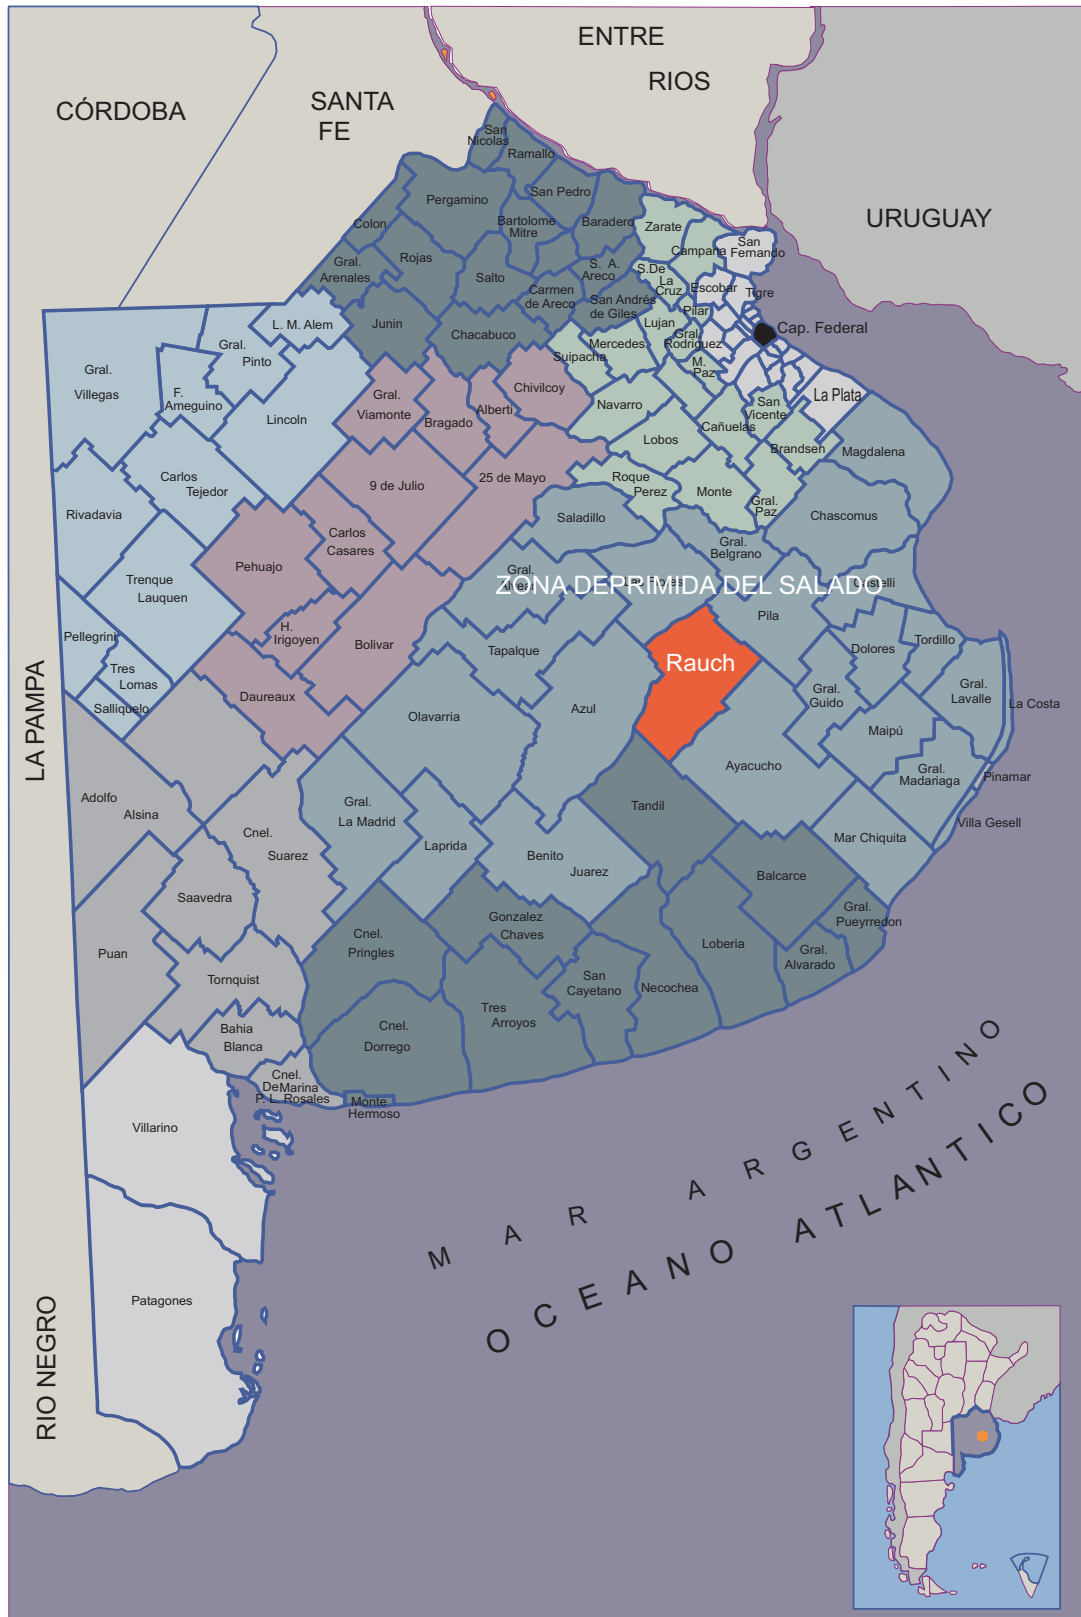 ENTRE
RIOS
CÓRDOBA
SANTA
FE
URUGUAY
San
Nicolas
Ramallo
Pergamino
San Pedro
Colon
Bartolome
Mitre
Baradero
Zarate
Campana
San
Fernando
Gral.
Arenales
Rojas
Salto
S. A.
Areco
S.De
La
Cruz
Escobar
Tigre
Carmen
de Areco
San Andrés
de Giles
Pilar
L. M. Alem
Junin
Chacabuco
Lujan
Gral.
Rodriguez
Cap. Federal
Mercedes
Suipacha
M.
Paz
Gral.
Pinto
Gral.
Villegas
F.
Ameguino
Lincoln
Gral.
Viamonte
Bragado
Alberti
Chivilcoy
Navarro
La Plata
San
Vicente
Cañuelas
Lobos
Brandsen
Magdalena
Carlos
Tejedor
9 de Julio
25 de Mayo
Roque
Perez
Monte
Gral.
Paz
Rivadavia
Saladillo
Chascomus
Carlos
Casares
Pehuajo
Gral.
Belgrano
Trenque
Lauquen
Gral.
Alvear
ZONA DEPRIMIDA DEL SALADO
Castelli
Pila
Pellegrini
H.
Irigoyen
Bolivar
Tapalque
Rauch
Dolores
Tordillo
Tres
Lomas
Salliquelo
Daureaux
Olavarria
Azul
Gral.
Guido
Gral.
Lavalle
La Costa
Maipú
LA PAMPA
Ayacucho
Gral.
Madariaga
Pinamar
Adolfo
Alsina
Gral.
La Madrid
Tandil
Villa Gesell
Cnel.
Suarez
Laprida
Benito
Juarez
Mar Chiquita
Balcarce
Saavedra
Gonzalez
Chaves
Gral.
Pueyrredon
Puan
Cnel.
Pringles
Loberia
Gral.
Alvarado
Tornquist
San
Cayetano
Necochea
Tres
Arroyos
Bahia
Blanca
Cnel.
Dorrego
Cnel.
DeMarina
P. L. Rosales
Monte
Hermoso
Villarino
MAR ARGENTINO
OCEANO ATLANTICO
Patagones
RIO NEGRO